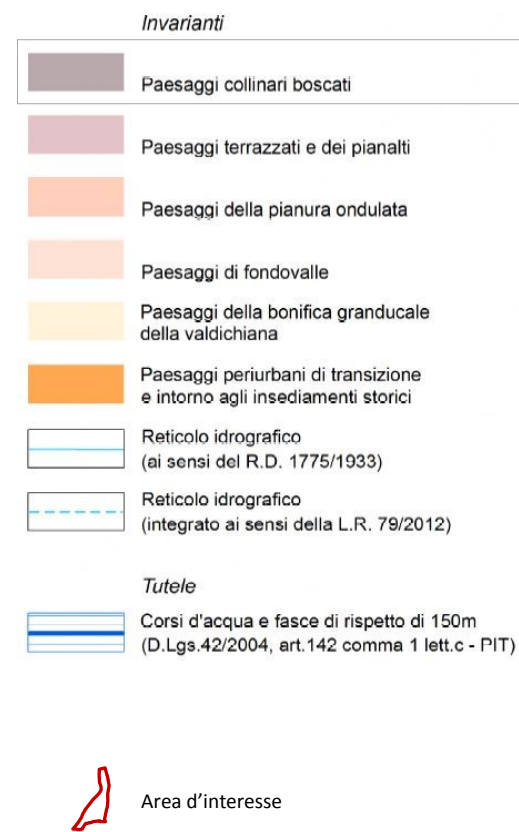 Invarianti
Paesaggi collinari boscati
Paesaggi terrazzati e dei pianalti
Paesaggi della pianura ondulata
Paesaggi di fondovalle
Paesaggi della bonifica granducale
della valdichiana
Paesaggi periurbani di transizione
e intorno agli insediamenti storici
Reticolo idrografico
(ai sensi del R.D. 1775/1933)
Reticolo idrografico
(integrato ai sensi della L.R. 79/2012)
Tutele
Corsi d'acqua e fasce di rispetto di 150m
(D.Lgs.42/2004, art.142 comma 1 lett.c - PIT)
Area d’interesse